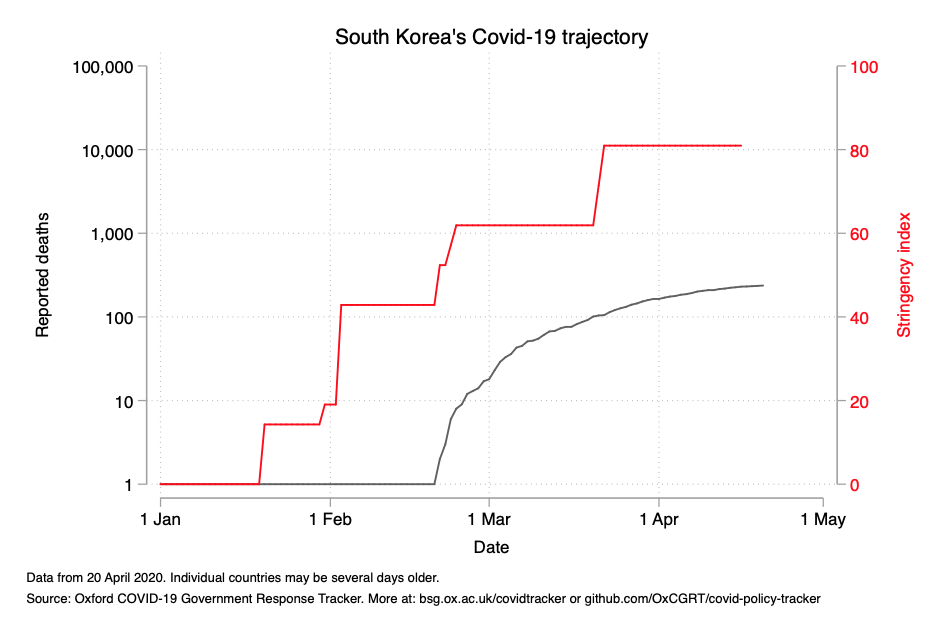 South Korea's Covid-19 trajectory
100,000
10,000
1,000
100
10
1
Reported deaths
100
80
60
40
20
0
Stringency index
1 Jan
1 Feb
1 Mar
1 Apr
1 May
Date
Data from 20 April 2020. Individual countries may be several days older.
Source: Oxford COVID-19 Government Response Tracker. More at: bsg.ox.ac.uk/covidtracker or github.com/OxCGRT/covid-policy-tracker